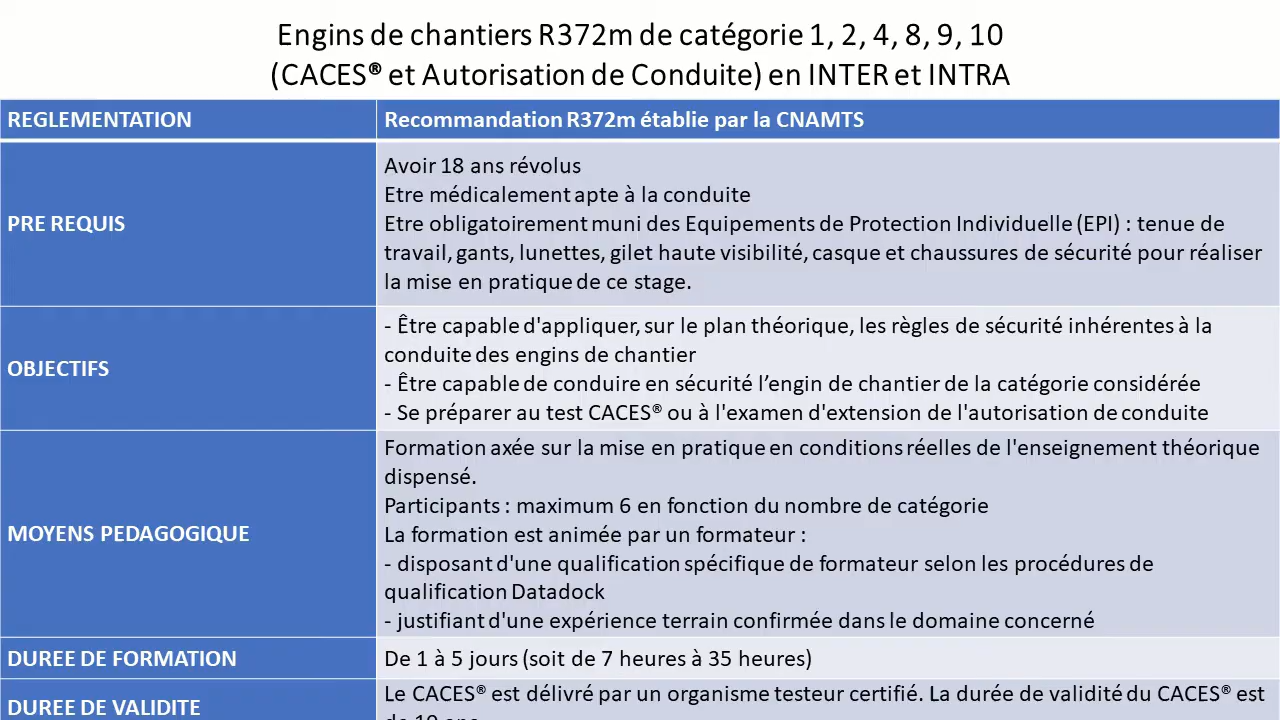 Engins de chantiers R372m de catégorie 1, 2, 4, 8, 9, 10
(CACES® et Autorisation de Conduite) en INTER et INTRA
REGLEMENTATION
Recommandation R372m établie par la CNAMTS
PRE REQUIS
Avoir 18 ans révolus
Etre médicalement apte à la conduite
Etre obligatoirement muni des Equipements de Protection Individuelle (EPI) : tenue de
travail, gants, lunettes, gilet haute visibilité, casque et chaussures de sécurité pour réaliser
la mise en pratique de ce stage.
OBJECTIFS
- Être capable d'appliquer, sur le plan théorique, les règles de sécurité inhérentes à la
conduite des engins de chantier
- Être capable de conduire en sécurité l’engin de chantier de la catégorie considérée
- Se préparer au test CACES® ou à l'examen d'extension de l'autorisation de conduite
MOYENS PEDAGOGIQUE
Formation axée sur la mise en pratique en conditions réelles de l'enseignement théorique
dispensé.
Participants : maximum 6 en fonction du nombre de catégorie
La formation est animée par un formateur :
- disposant d'une qualification spécifique de formateur selon les procédures de
qualification Datadock
- justifiant d'une expérience terrain confirmée dans le domaine concerné
DUREE DE FORMATION
De 1 à 5 jours (soit de 7 heures à 35 heures)
DUREE DE VALIDITE
Le CACES® est délivré par un organisme testeur certifié. La durée de validité du CACES® est
de 10 ans